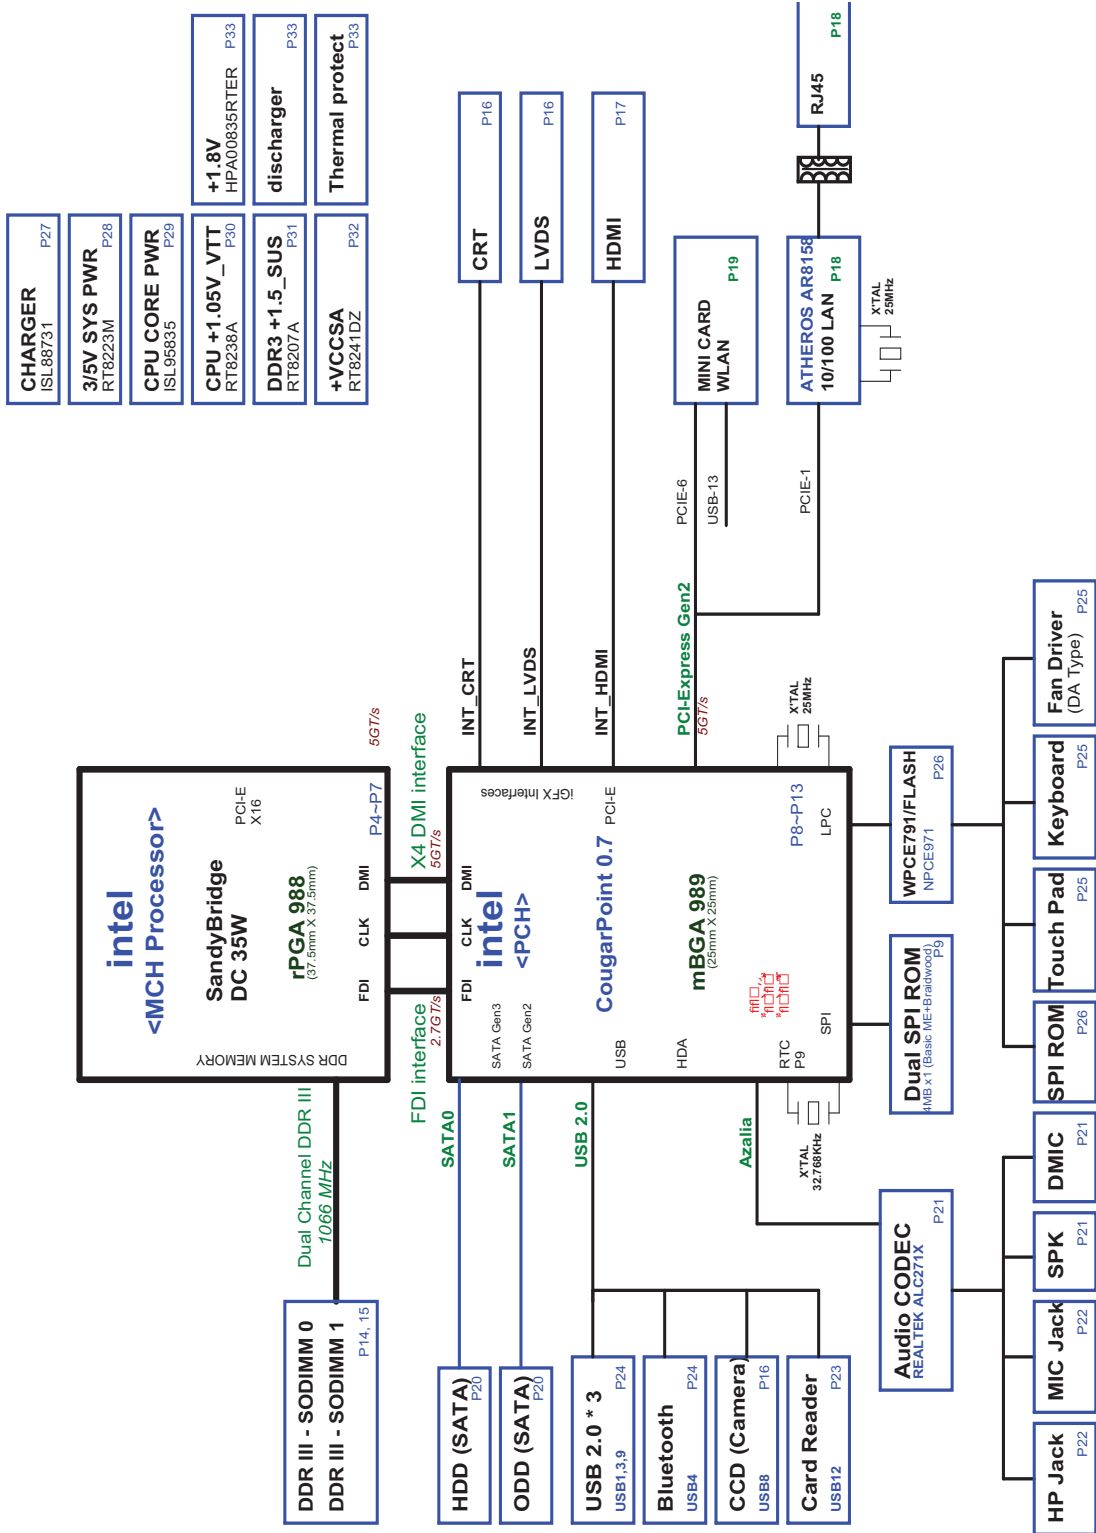 CHARGER
ISL88731
P27
3/5V SYS PWR
RT8223M
P28
CPU CORE PWR
ISL95835
P29
CPU +1.05V_VTT
RT8238A
P30
DDR3 +1.5_SUS
RT8207A
P31
+VCCSA
RT8241DZ
P32
+1.8V
HPA00835RTER
P33
discharger
P33
Thermal protect
P33
intel
<MCH Processor>
SandyBridge
DC 35W
rPGA 988
(37.5mm X 37.5mm)
PCI-E
X16
P4~P7
DDR SYSTEM MEMORY
FDI
CLK
DMI
5GT/s
Dual Channel DDR III
1066 MHz
DDR III - SODIMM 0
DDR III - SODIMM 1
P14, 15
FDI interface
2.7GT/s
X4 DMI interface
5GT/s
FDI
CLK
DMI
intel
<PCH>
CougarPoint 0.7
mBGA 989
(25mm X 25mm)
iGFX Interfaces
PCI-E
P8~P13
LPC
SATA Gen3
SATA Gen2
USB
HDA
RTC
P9
SPI
SATA0
HDD (SATA)
P20
SATA1
ODD (SATA)
P20
USB 2.0
USB 2.0 * 3
USB1,3,9
P24
Bluetooth
USB4
P24
CCD (Camera)
USB8
P16
Card Reader
USB12
P23
Azalia
X'TAL
32.768KHz
Audio CODEC
REALTEK ALC271X
P21
HP Jack
P22
MIC Jack
P22
SPK
P21
DMIC
P21
Dual SPI ROM
4MB x1 (Basic ME+Braidwood)
P9
WPCE791/FLASH
NPCE971
P26
SPI ROM
P26
Touch Pad
P25
Keyboard
P25
Fan Driver
(DA Type)
P25
INT_CRT
CRT
P16
INT_LVDS
LVDS
P16
INT_HDMI
HDMI
P17
PCI-Express Gen2
5GT/s
X'TAL
25MHz
PCIE-6
USB-13
MINI CARD
WLAN
P19
PCIE-1
ATHEROS AR8158
10/100 LAN
P18
X'TAL
25MHz
RJ45
P18